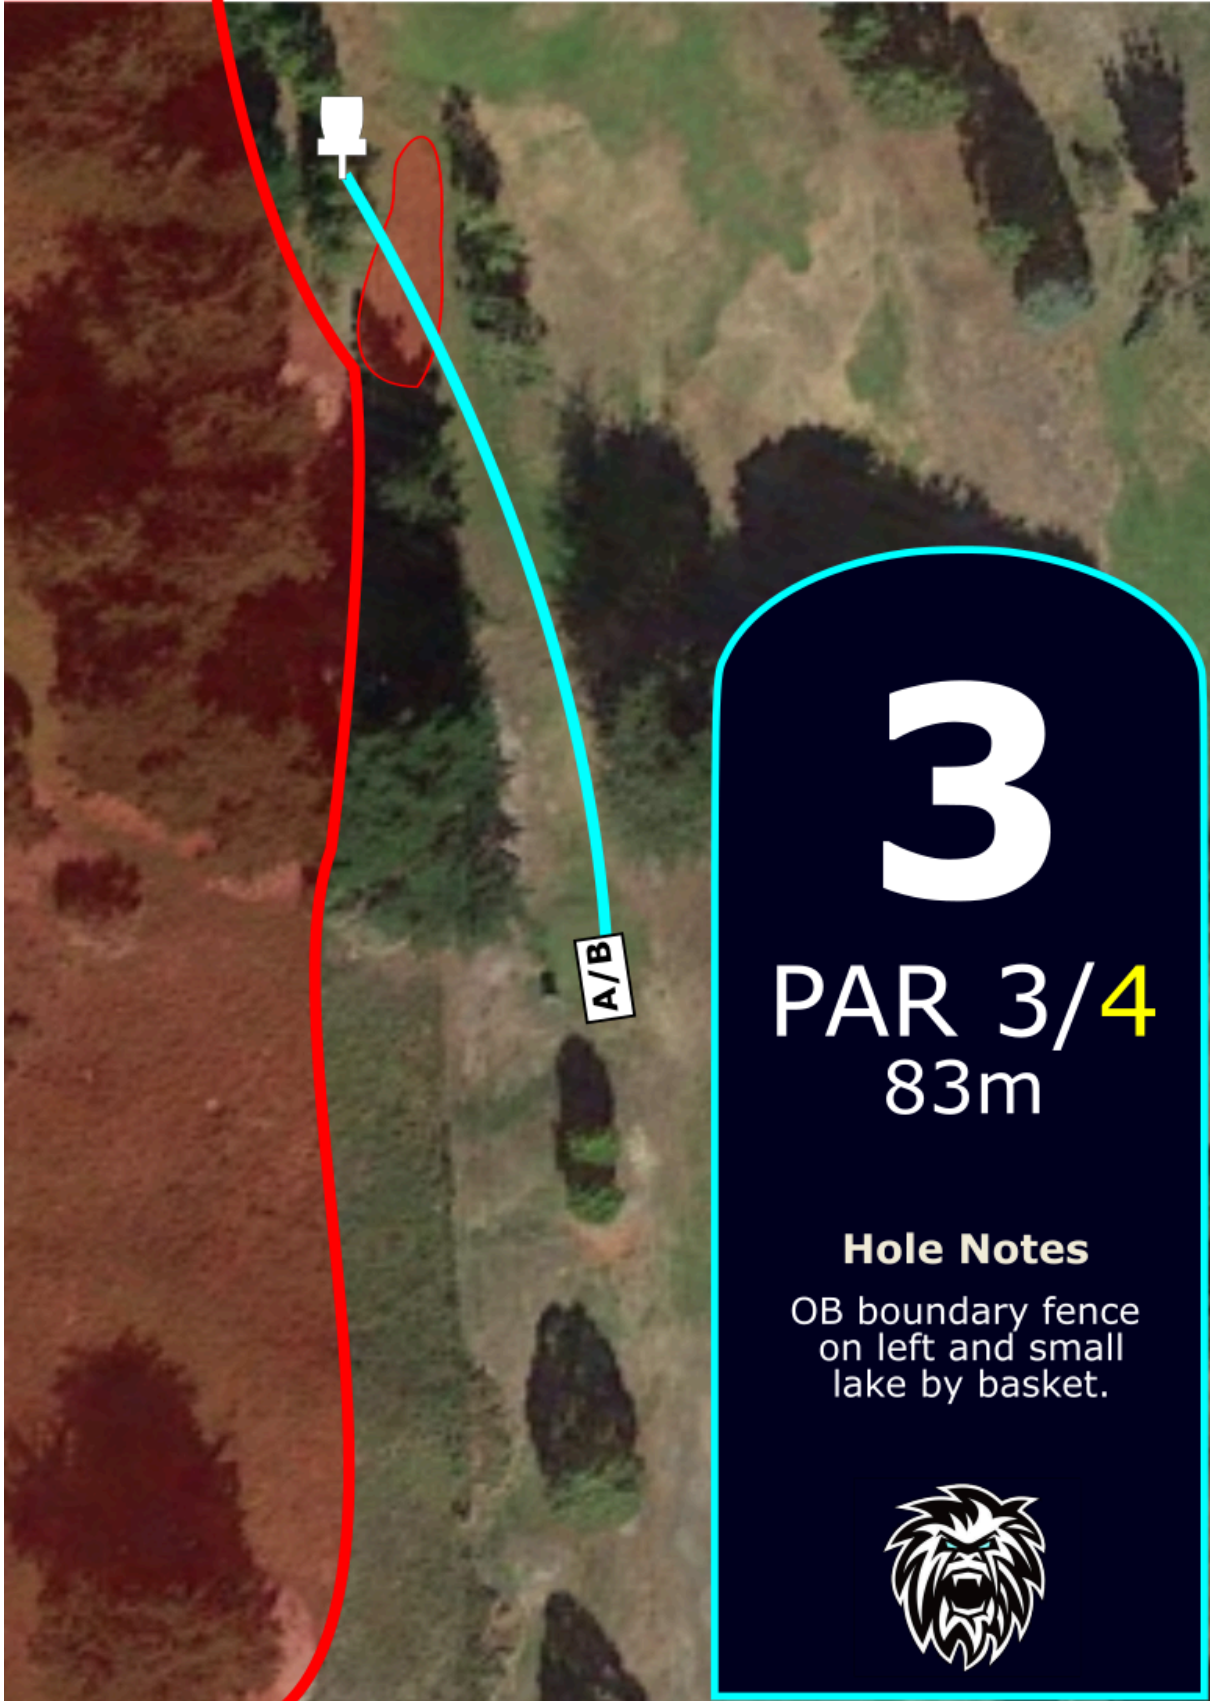 A/B
3
PAR 3/4
83m
Hole Notes
OB boundary fence
on left and small
lake by basket.